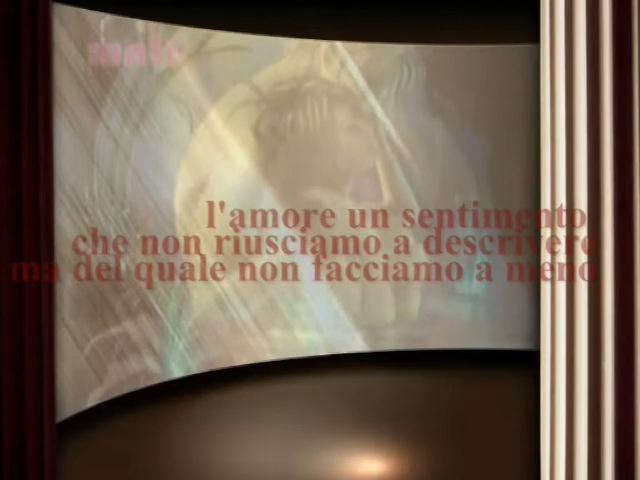 l'amore un sentimento
che non riusciamo a descrivere
ma del quale non facciamo a meno